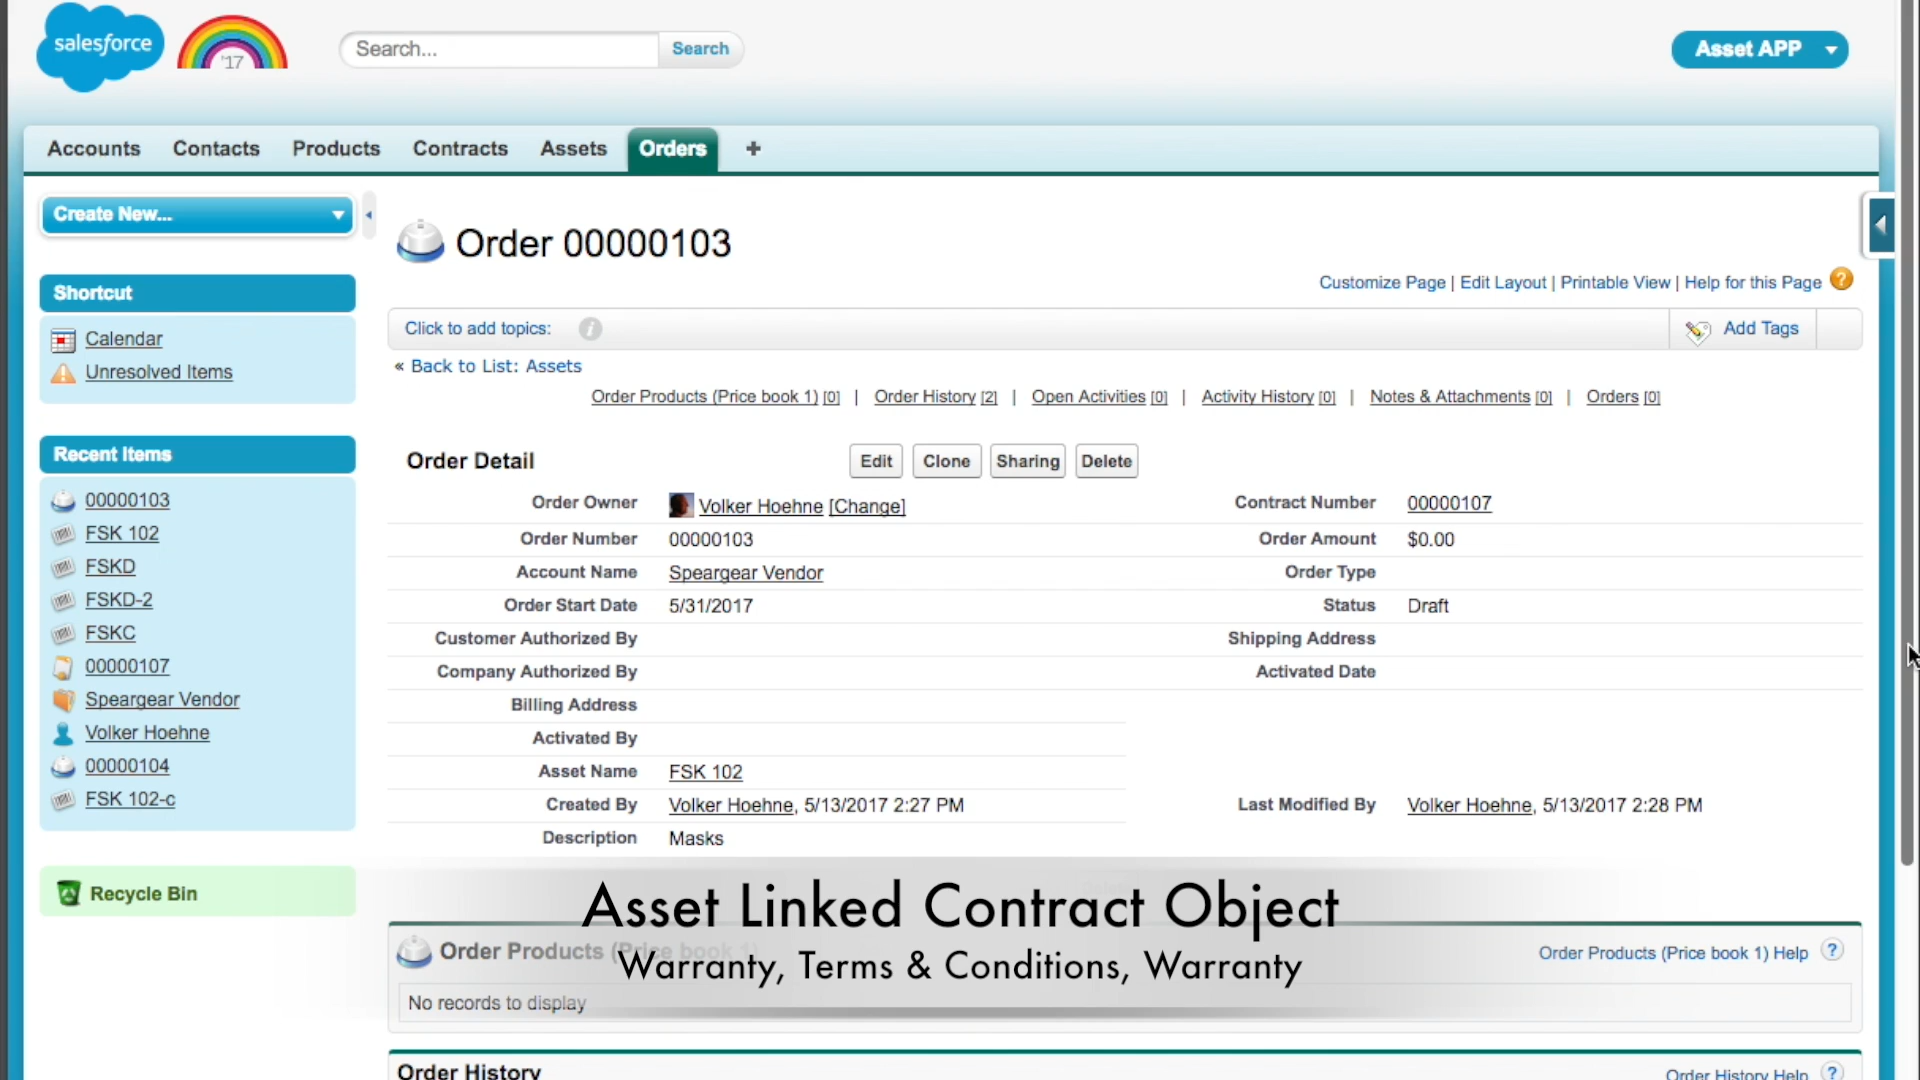 salesforce
'17
Search...
Search
Asset APP
Accounts Contacts Products Contracts Assets Orders +
Create New...
Order 00000103
Customize Page | Edit Layout | Printable View | Help for this Page ?
Shortcut
Click to add topics: i
Add Tags
Calendar
Unresolved Items
« Back to List: Assets
Order Products (Price book 1) [0] | Order History [2] | Open Activities [0] | Activity History [0] | Notes & Attachments [0] | Orders [0]
Recent Items
00000103
FSK 102
FSKD
FSKD-2
FSKC
00000107
Speargear Vendor
Volker Hoehne
00000104
FSK 102-c
Recycle Bin
Order Detail Edit Clone Sharing Delete
Order Owner Volker Hoehne [Change] Contract Number 00000107
Order Number 00000103 Order Amount $0.00
Account Name Speargear Vendor Order Type
Order Start Date 5/31/2017 Status Draft
Customer Authorized By Shipping Address
Company Authorized By Activated Date
Billing Address
Activated By
Asset Name FSK 102
Created By Volker Hoehne, 5/13/2017 2:27 PM Last Modified By Volker Hoehne, 5/13/2017 2:28 PM
Description Masks
Asset Linked Contract Object
Warranty, Terms & Conditions, Warranty
Order Products (Price book 1)
Order Products (Price book 1) Help ?
No records to display
Order History
Order History Help ?